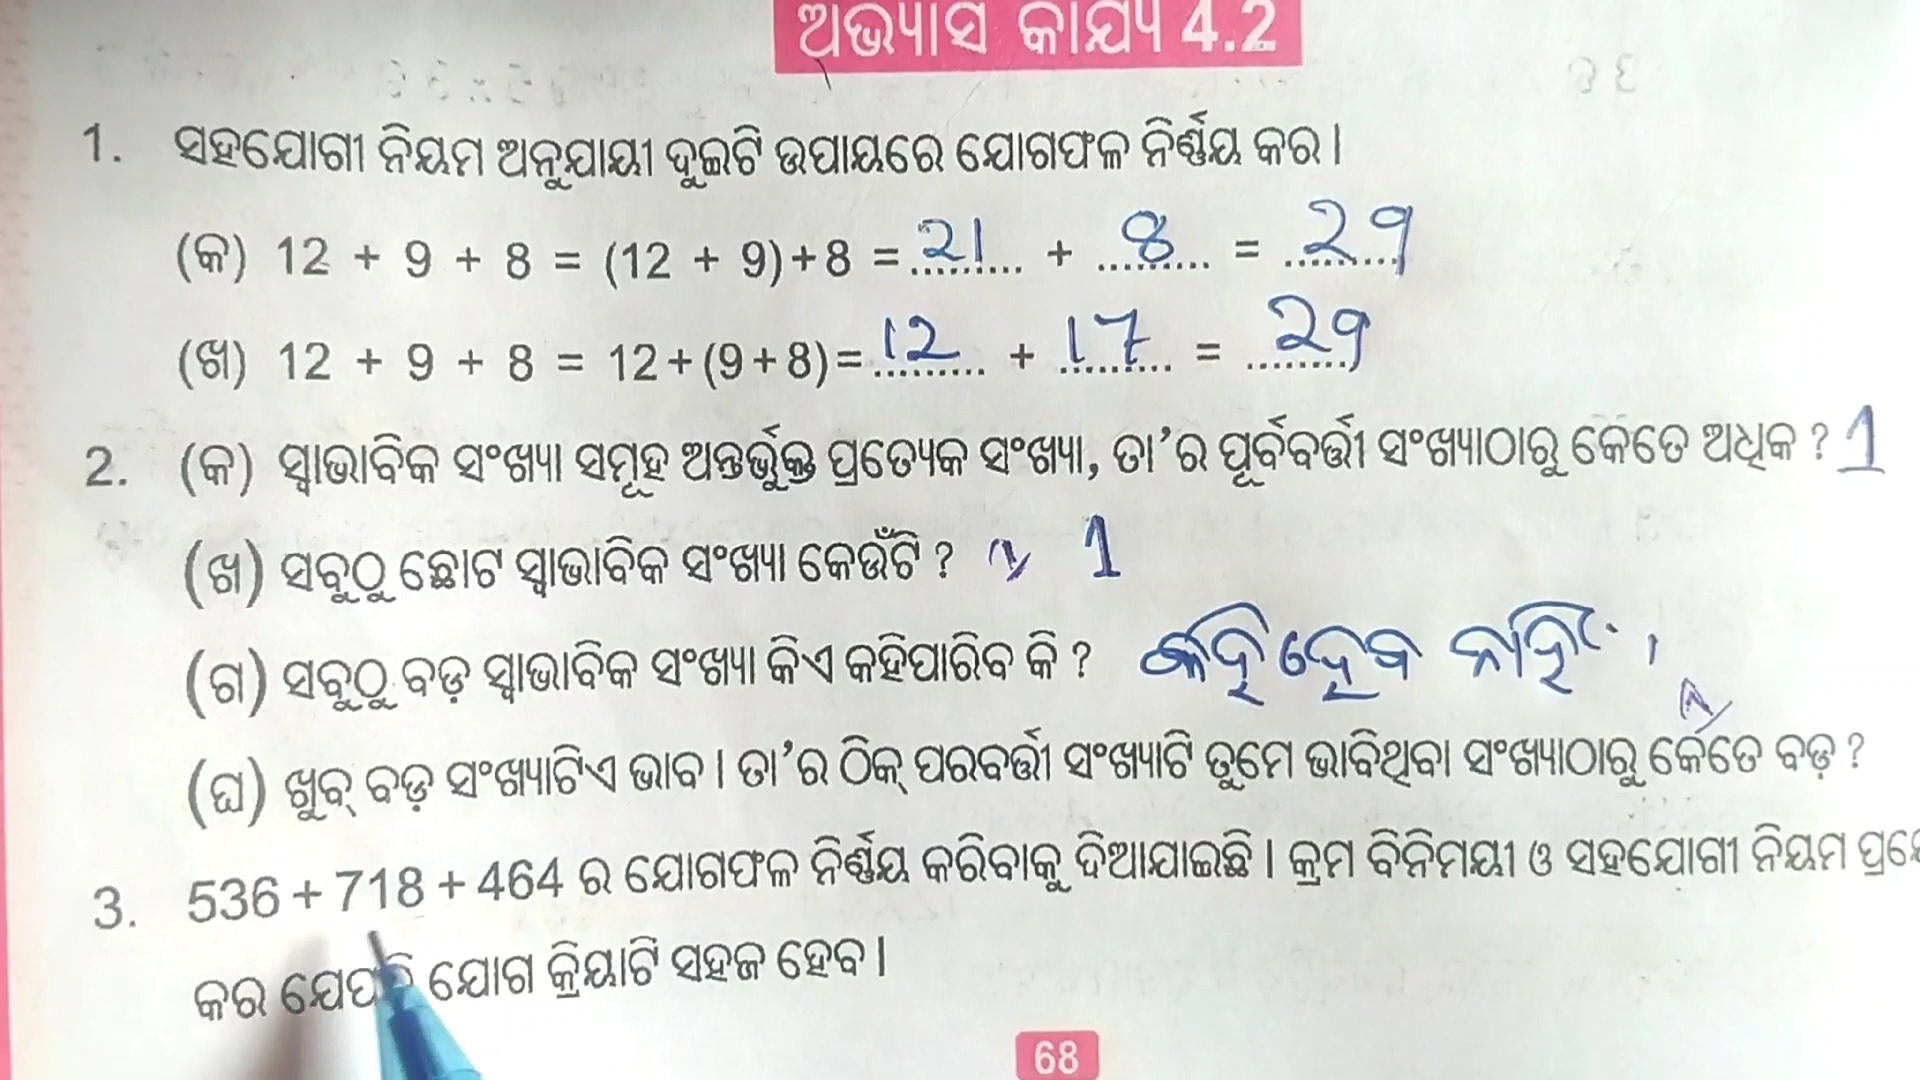 ଅଭ୍ୟାସ କାର୍ଯ୍ୟ 4.2
1. ସହଯୋଗୀ ନିୟମ ଅନୁଯାୟୀ ଦୁଇଟି ଉପାୟରେ ଯୋଗଫଳ ନିର୍ଣ୍ଣୟ କର ।
(କ) 12 + 9 + 8 = (12 + 9)+8 = 21 + 8 = 29
(ଖ) 12 + 9 + 8 = 12+(9+8)= 12 + 17 = 29
2. (କ) ସ୍ୱାଭାବିକ ସଂଖ୍ୟା ସମୂହ ଅନ୍ତର୍ଭୁକ୍ତ ପ୍ରତ୍ୟେକ ସଂଖ୍ୟା, ତା'ର ପୂର୍ବବର୍ତ୍ତୀ ସଂଖ୍ୟାଠାରୁ କେତେ ଅଧିକ ? 1
(ଖ) ସବୁଠୁ ଛୋଟ ସ୍ୱାଭାବିକ ସଂଖ୍ୟା କେଉଁଟି ? 1
(ଗ) ସବୁଠୁ ବଡ଼ ସ୍ୱାଭାବିକ ସଂଖ୍ୟା କିଏ କହିପାରିବ କି ? କହି ହେବ ନାହିଁ ।
(ଘ) ଖୁବ୍ ବଡ଼ ସଂଖ୍ୟାଟିଏ ଭାବ । ତା'ର ଠିକ୍ ପରବର୍ତ୍ତୀ ସଂଖ୍ୟାଟି ତୁମେ ଭାବିଥିବା ସଂଖ୍ୟାଠାରୁ କେତେ ବଡ଼ ?
3. 536 + 718 + 464 ର ଯୋଗଫଳ ନିର୍ଣ୍ଣୟ କରିବାକୁ ଦିଆଯାଇଛି । କ୍ରମ ବିନିମୟୀ ଓ ସହଯୋଗୀ ନିୟମ
କର ଯୋଗ କ୍ରିୟାଟି ସହଜ ହେବ ।
68